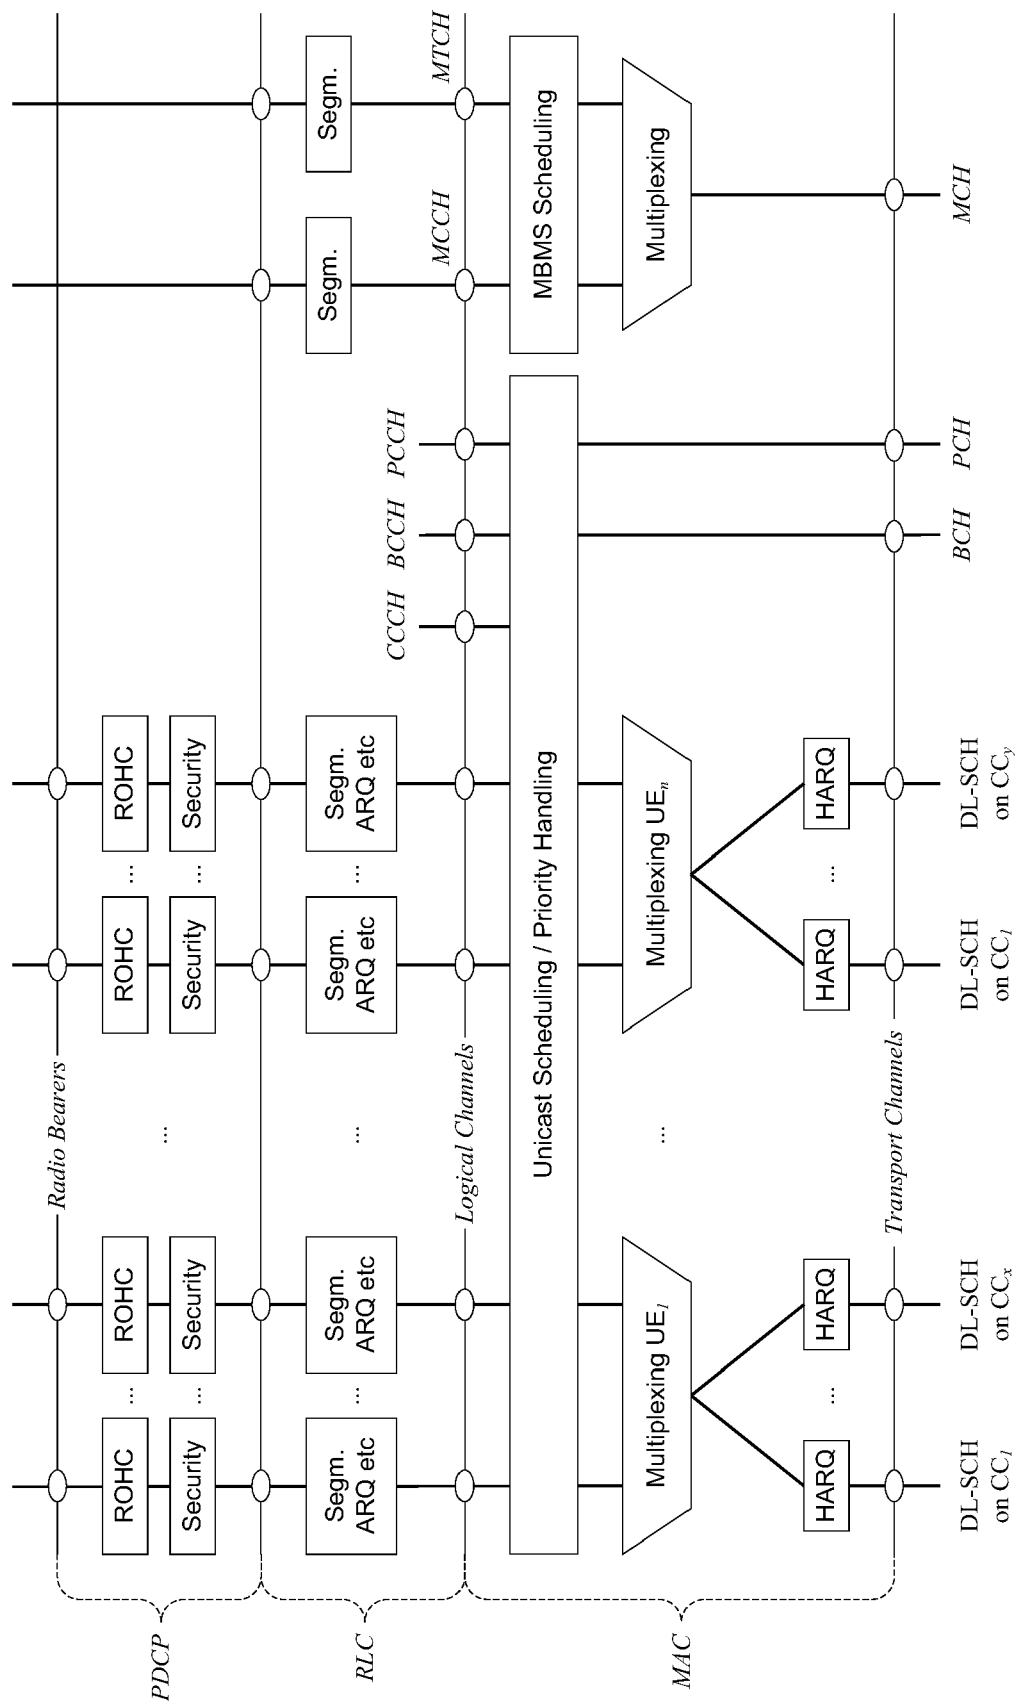 Radio Bearers
ROHC
...
ROHC
ROHC
...
ROHC
PDCP
...
Security
...
Security
Security
...
Security
Segm.
ARQ etc
...
Segm.
ARQ etc
...
Segm.
ARQ etc
...
Segm.
ARQ etc
Segm.
Segm.
RLC
CCCH
BCCH
PCCH
MCCH
MTCH
Logical Channels
Unicast Scheduling / Priority Handling
MBMS Scheduling
Multiplexing UE1
...
Multiplexing UEn
Multiplexing
MAC
HARQ
...
HARQ
HARQ
...
HARQ
Transport Channels
DL-SCH
on CC1
DL-SCH
on CCx
DL-SCH
on CC1
DL-SCH
on CCy
BCH
PCH
MCH